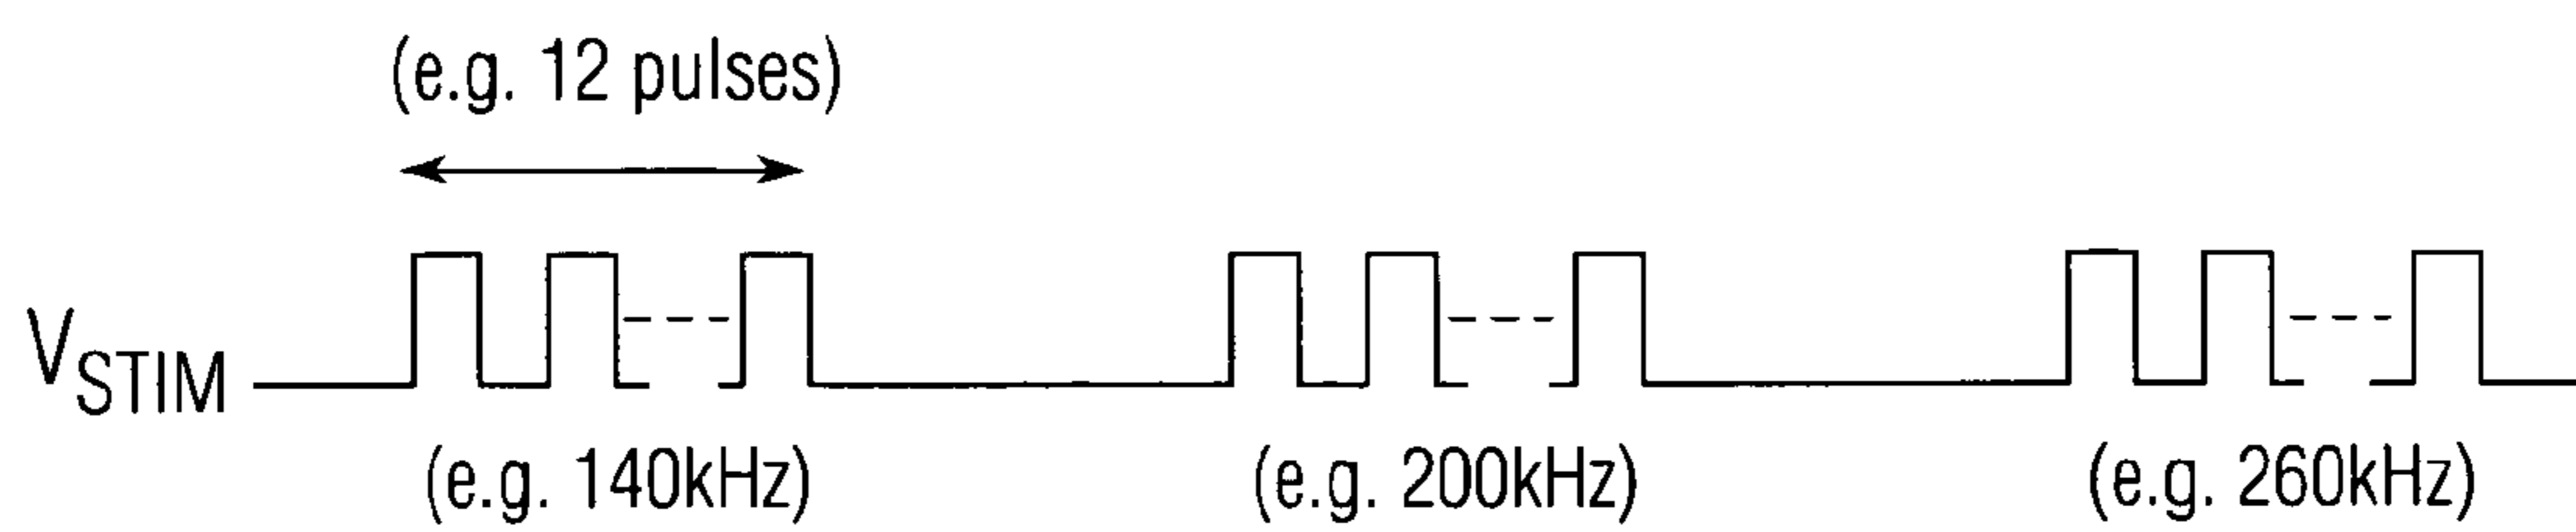 (e.g. 12 pulses)
VSTIM
(e.g. 140kHz) (e.g. 200kHz) (e.g. 260kHz)